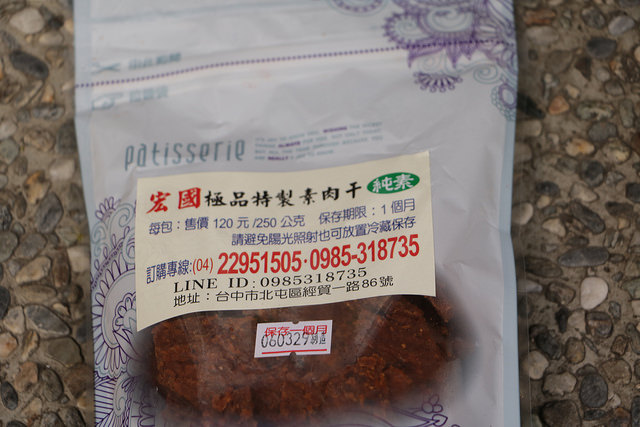 patisserie
宏國極品特製素肉干 純素
每包：售價 120 元 /250 公克 保存期限：1 個月
請避免陽光照射也可放置冷藏保存
訂購專線:(04) 22951505·0985-318735
LINE ID : 0985318735
地址：台中市北屯區經貿一路86號
保存一個月
060329